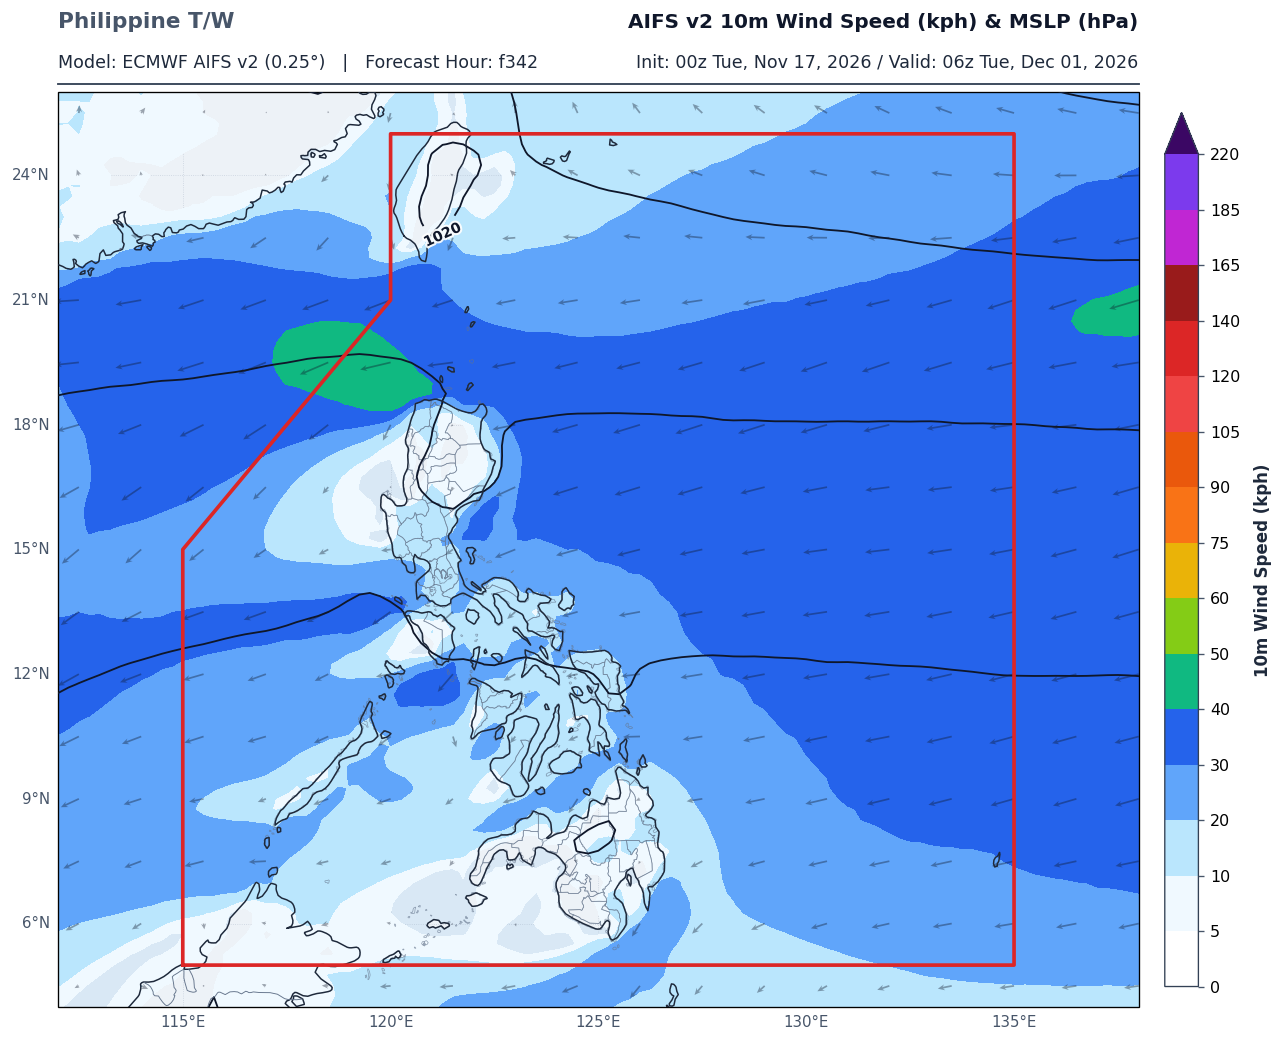 Philippine T/W
AIFS v2 10m Wind Speed (kph) & MSLP (hPa)
Model: ECMWF AIFS v2 (0.25°) | Forecast Hour: f342
Init: 00z Tue, Nov 17, 2026 / Valid: 06z Tue, Dec 01, 2026
24°N
21°N
18°N
15°N
12°N
9°N
6°N
1020
115°E
120°E
125°E
130°E
135°E
220
185
165
140
120
105
90
75
60
50
40
30
20
10
5
0
10m Wind Speed (kph)